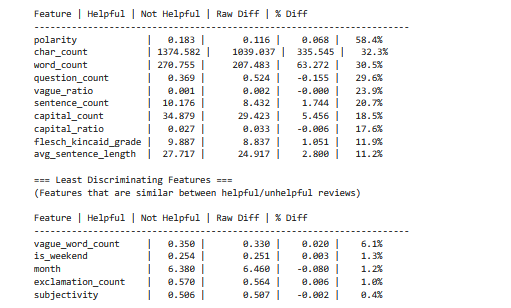 Feature | Helpful | Not Helpful | Raw Diff | % Diff
--------------------------------------------------------------
polarity | 0.183 | 0.116 | 0.068 | 58.4%
char_count | 1374.582 | 1039.037 | 335.545 | 32.3%
word_count | 270.755 | 207.483 | 63.272 | 30.5%
question_count | 0.369 | 0.524 | -0.155 | 29.6%
vague_ratio | 0.001 | 0.002 | -0.000 | 23.9%
sentence_count | 10.176 | 8.432 | 1.744 | 20.7%
capital_count | 34.879 | 29.423 | 5.456 | 18.5%
capital_ratio | 0.027 | 0.033 | -0.006 | 17.6%
flesch_kincaid_grade | 9.887 | 8.837 | 1.051 | 11.9%
avg_sentence_length | 27.717 | 24.917 | 2.800 | 11.2%
=== Least Discriminating Features ===
(Features that are similar between helpful/unhelpful reviews)
Feature | Helpful | Not Helpful | Raw Diff | % Diff
--------------------------------------------------------------
vague_word_count | 0.350 | 0.330 | 0.020 | 6.1%
is_weekend | 0.254 | 0.251 | 0.003 | 1.3%
month | 6.380 | 6.460 | -0.080 | 1.2%
exclamation_count | 0.570 | 0.564 | 0.006 | 1.0%
subjectivity | 0.506 | 0.507 | -0.002 | 0.4%